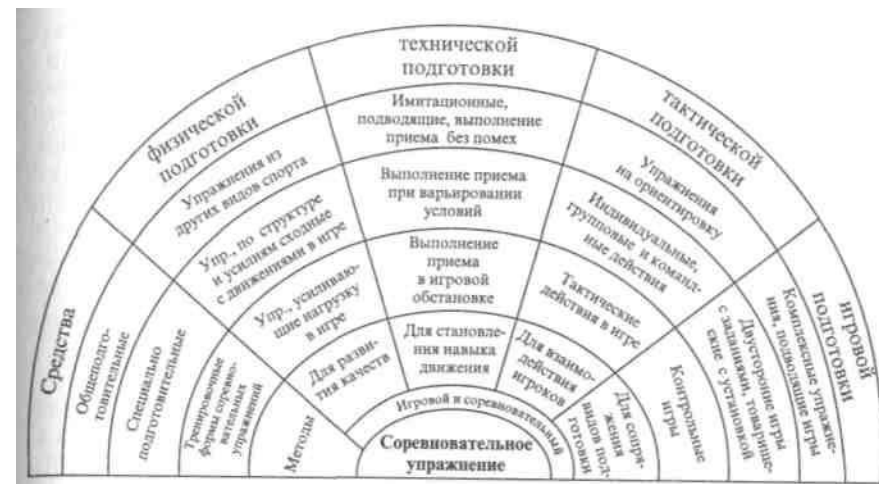 Средства
физической
подготовки
технической
подготовки
тактической
подготовки
игровой
подготовки
Общеподго-
товительные
Упражнения из
других видов спорта
Имитационные,
подводящие, выполнение
приема без помех
Упражнения
на ориентировку
Комплексные упражне-
ния, подводящие игры
Специально
подготовительные
Упр., по структуре
и усилиям сходные
с движениями в игре
Выполнение приема
при варьировании
условий
Индивидуальные,
групповые и команд-
ные действия
Двусторонние игры
с заданиями, товарище-
ские с установкой
Тренировочные
формы соревно-
вательных
упражнений
Упр., усиливаю-
щие нагрузку
в игре
Выполнение
приема
в игровой
обстановке
Тактические
действия в игре
Контрольные
игры
Методы
Для разви-
тия качеств
Для становле-
ния навыка
движения
Для взаимо-
действия
игроков
Для сопря-
жения
видов под-
готовки
Игровой и соревновательный
Соревновательное
упражнение